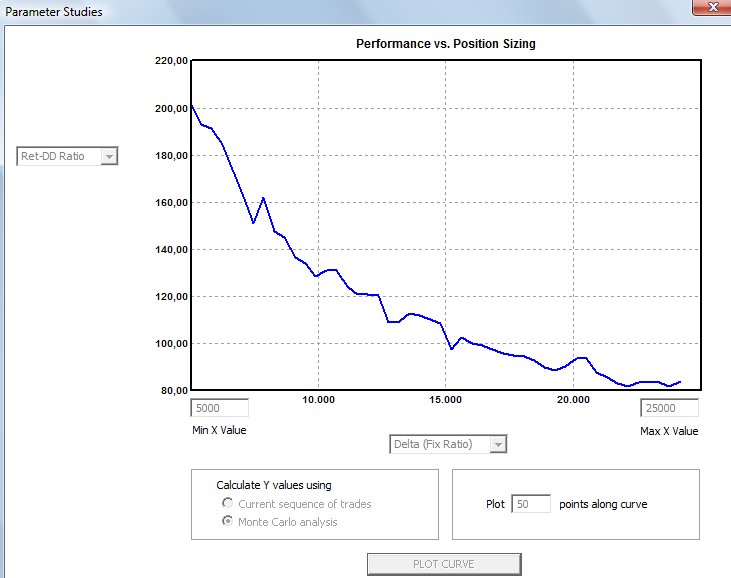 Parameter Studies
Performance vs. Position Sizing
220,00
200,00
180,00
160,00
140,00
120,00
100,00
80,00
Ret-DD Ratio
10.000
15.000
20.000
5000
25000
Min X Value
Max X Value
Delta (Fix Ratio)
Calculate Y values using
Current sequence of trades
Monte Carlo analysis
Plot 50 points along curve
PLOT CURVE